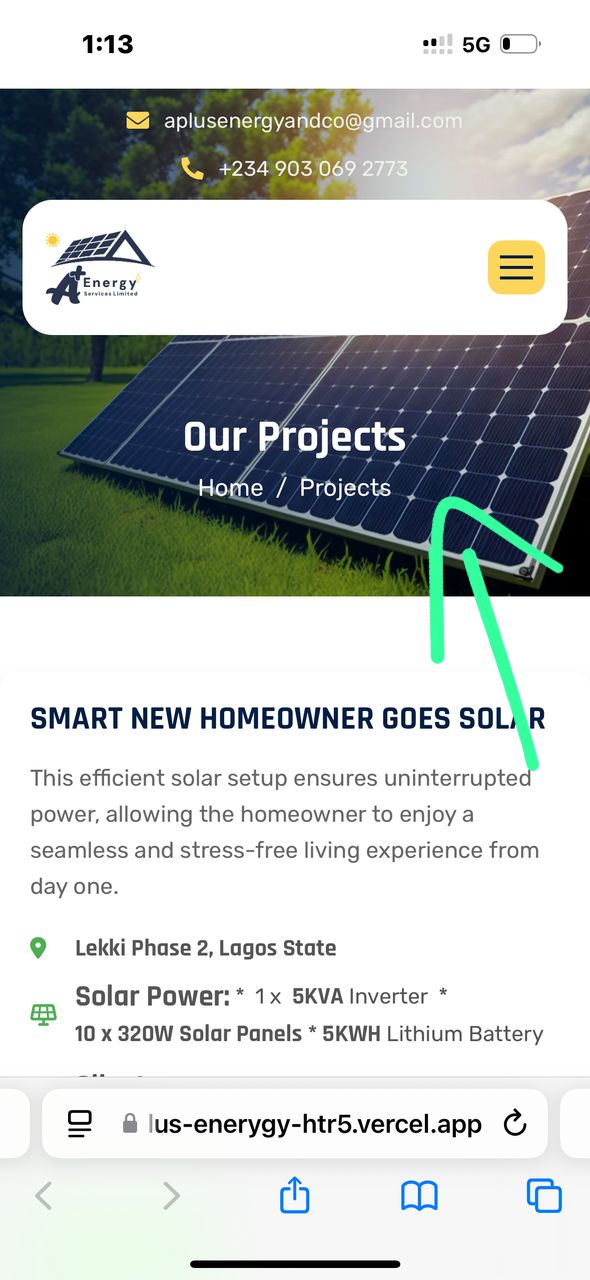 1:13
5G
aplusenergyandco@gmail.com
+234 903 069 2773
A+ Energy
Services Limited
Our Projects
Home / Projects
SMART NEW HOMEOWNER GOES SOLAR
This efficient solar setup ensures uninterrupted
power, allowing the homeowner to enjoy a
seamless and stress-free living experience from
day one.
Lekki Phase 2, Lagos State
Solar Power: * 1 x 5KVA Inverter *
10 x 320W Solar Panels * 5KWH Lithium Battery
lus-enerygy-htr5.vercel.app